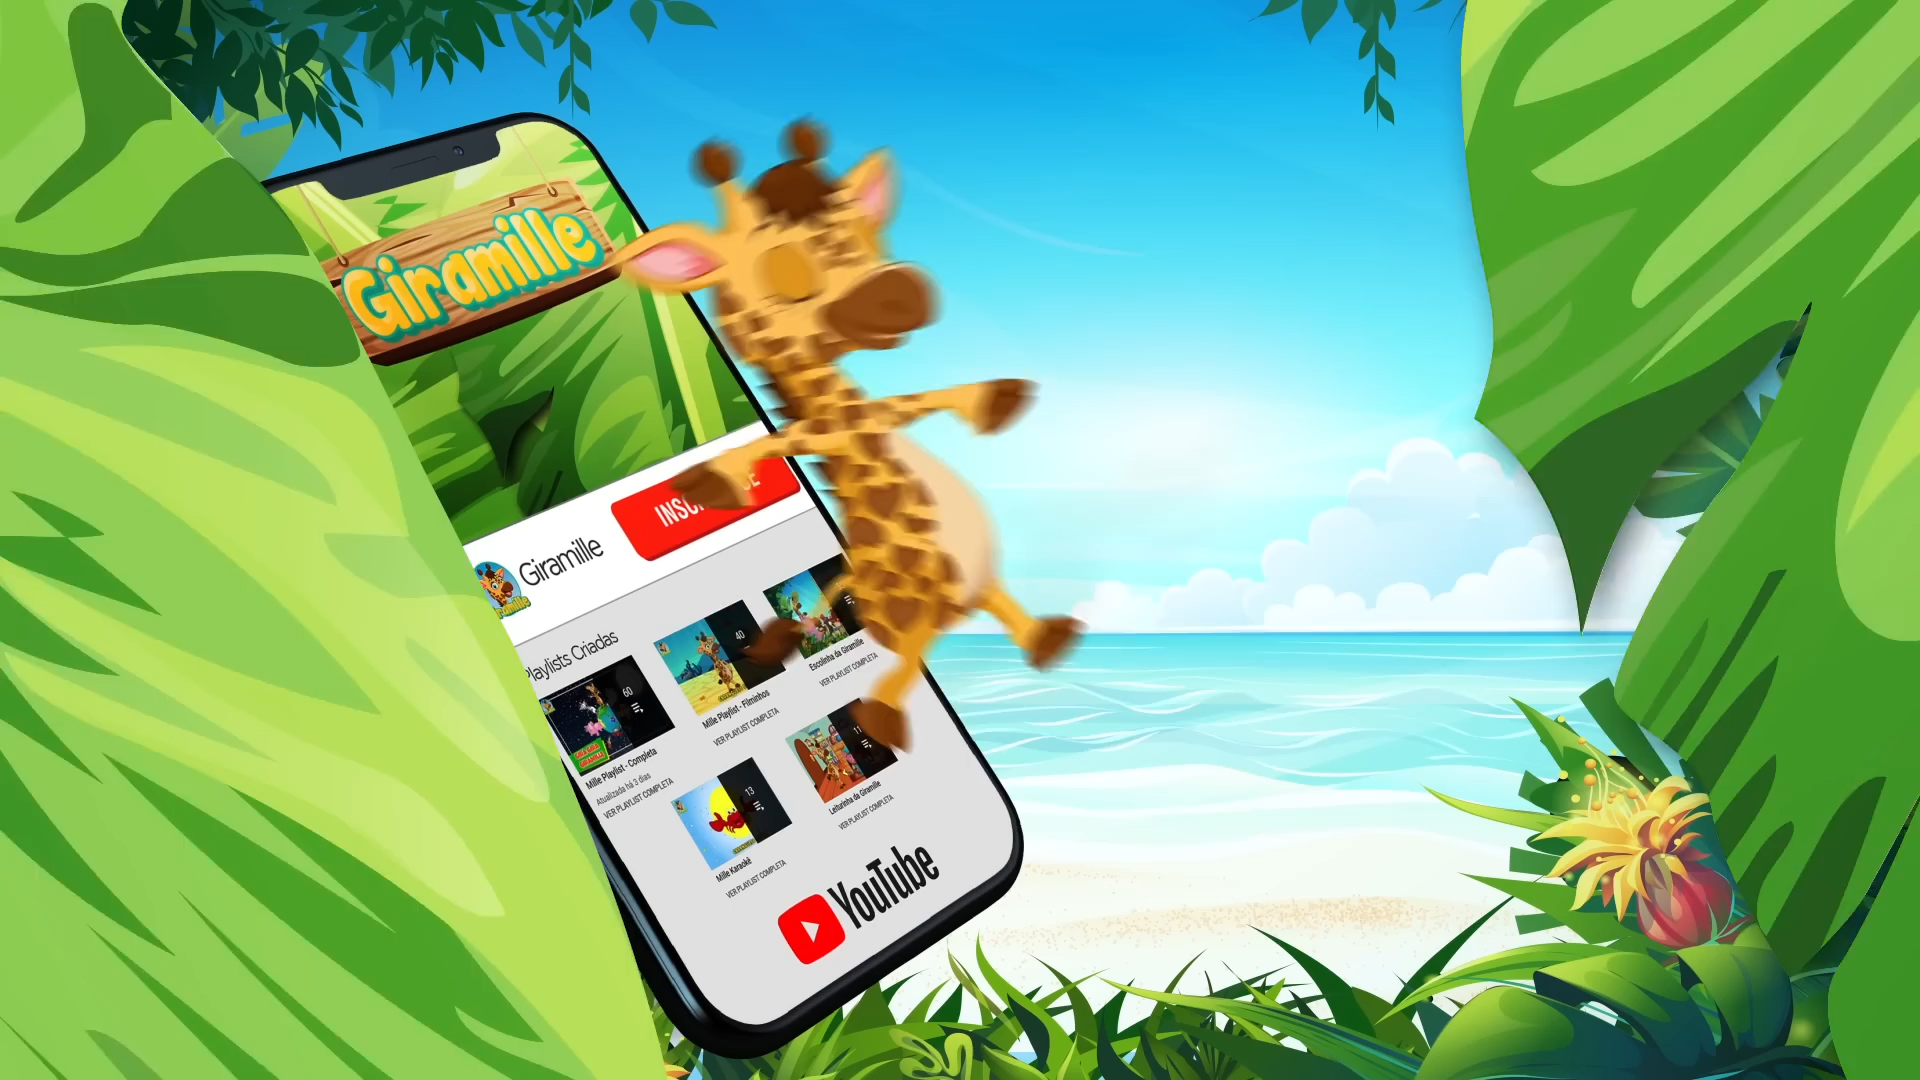 Giramille
Giramille
Playlists Criadas
60
Mille Playlist - Completa
Atualizada há 3 dias
VER PLAYLIST COMPLETA
40
Mille Playlist - Filminhos
VER PLAYLIST COMPLETA
Escolinha da Giramille
VER PLAYLIST COMPLETA
13
Mille Karaokê
VER PLAYLIST COMPLETA
11
Leiturinha da Giramille
VER PLAYLIST COMPLETA
YouTube